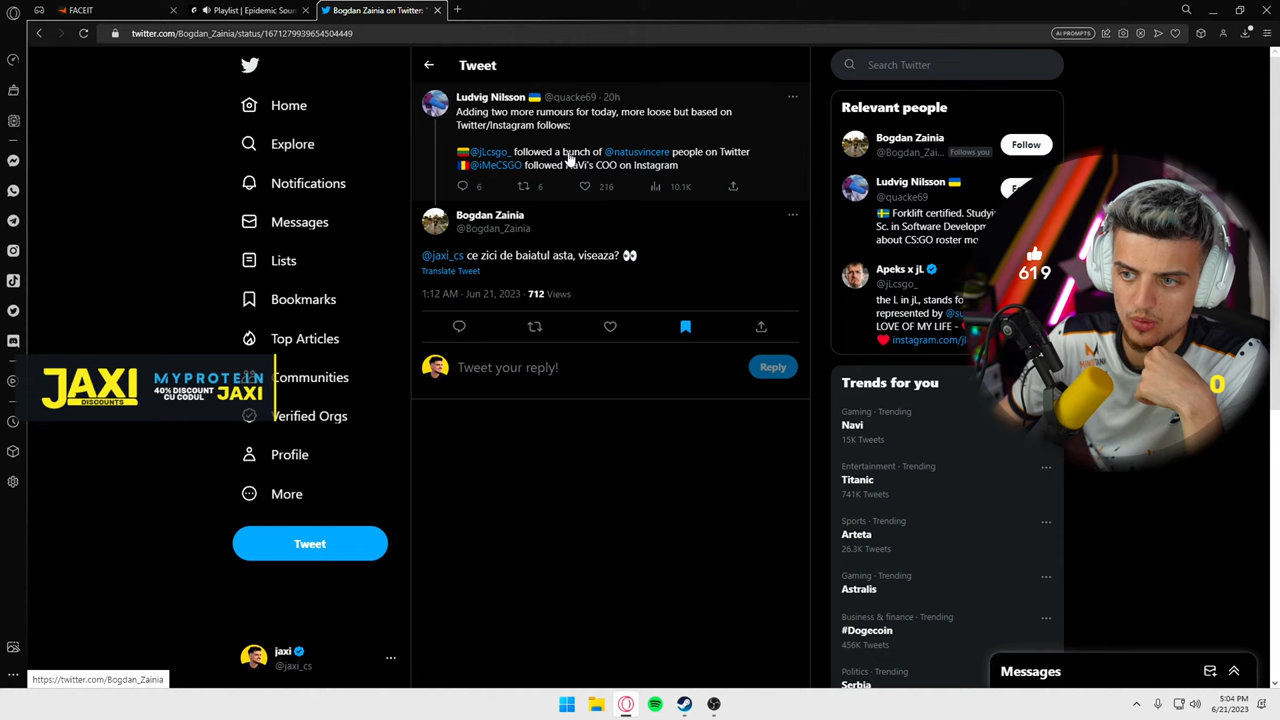 FACEIT
Playlist | Epidemic Soun
Bogdan Zainia on Twitter: "
twitter.com/Bogdan_Zainia/status/1671279939654504449
AI PROMPTS
Home
Explore
Notifications
Messages
Lists
Bookmarks
Top Articles
Communities
Verified Orgs
Profile
More
Tweet
JAXI
DISCOUNTS
MYPROTEIN
40% DISCOUNT
CU CODUL
JAXI
jaxi
@jaxi_cs
https://twitter.com/Bogdan_Zainia
Tweet
Ludvig Nilsson 🇺🇦 @quacke69 · 20h
Adding two more rumours for today, more loose but based on
Twitter/Instagram follows:
🇱🇹@jLcsgo_ followed a bunch of @natusvincere people on Twitter
@iMeCSGO followed NaVi's COO on Instagram
6 6 216 10.1K
Bogdan Zainia
@Bogdan_Zainia
@jaxi_cs ce zici de baiatul asta, viseaza? 👀
Translate Tweet
1:12 AM · Jun 21, 2023 712 Views
Tweet your reply!
Reply
Search Twitter
Relevant people
Bogdan Zainia
@Bogdan_Zai... Follows you
Follow
Ludvig Nilsson 🇺🇦
@quacke69
🇸🇪 Forklift certified. Studyi
Sc. in Software Developm
about CS:GO roster mo
Apeks x jL
@jLcsgo_
the L in jL, stands fo
represented by @su
LOVE OF MY LIFE -
instagram.com/jl
619
0
Trends for you
Gaming · Trending
Navi
15K Tweets
Entertainment · Trending
Titanic
741K Tweets
Sports · Trending
Arteta
26.3K Tweets
Gaming · Trending
Astralis
Business & finance · Trending
#Dogecoin
456K Tweets
Politics · Trending
Serbia
Messages
5:04 PM
6/21/2023